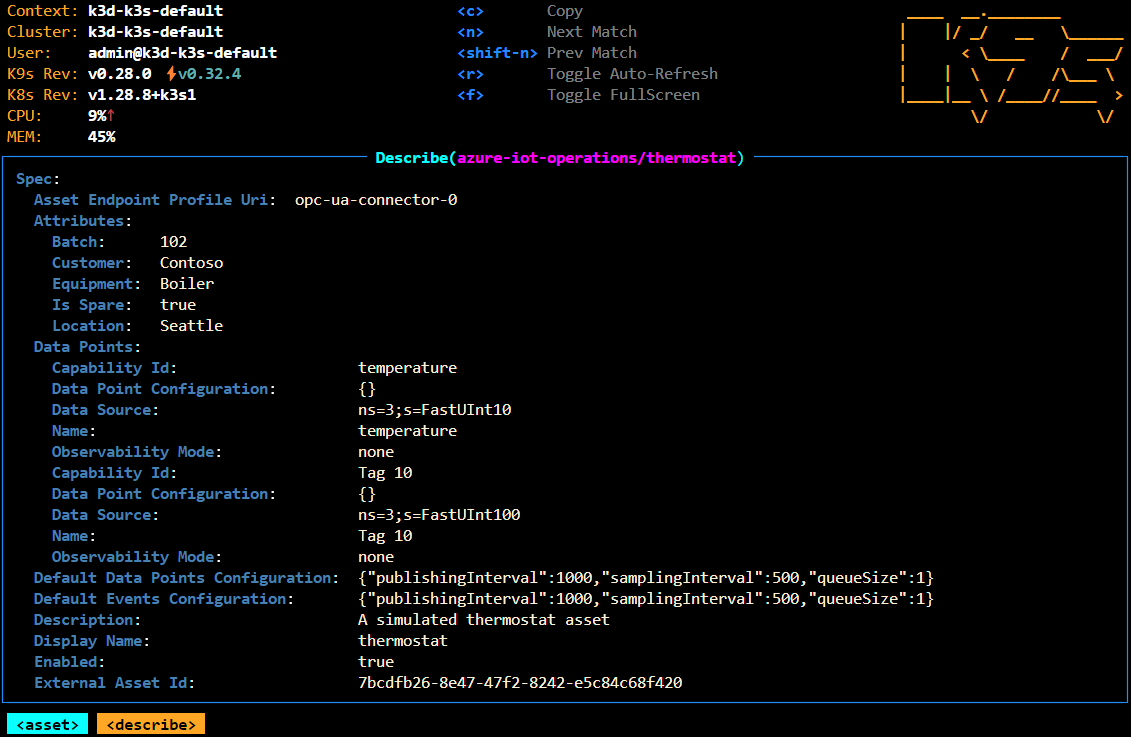 Context: k3d-k3s-default <c> Copy
Cluster: k3d-k3s-default <n> Next Match
User: admin@k3d-k3s-default <shift-n> Prev Match
K9s Rev: v0.28.0 ⚡v0.32.4 <r> Toggle Auto-Refresh
K8s Rev: v1.28.8+k3s1 <f> Toggle FullScreen
CPU: 9%↑
MEM: 45%
Describe(azure-iot-operations/thermostat)
Spec:
Asset Endpoint Profile Uri: opc-ua-connector-0
Attributes:
Batch: 102
Customer: Contoso
Equipment: Boiler
Is Spare: true
Location: Seattle
Data Points:
Capability Id: temperature
Data Point Configuration: {}
Data Source: ns=3;s=FastUInt10
Name: temperature
Observability Mode: none
Capability Id: Tag 10
Data Point Configuration: {}
Data Source: ns=3;s=FastUInt100
Name: Tag 10
Observability Mode: none
Default Data Points Configuration: {"publishingInterval":1000,"samplingInterval":500,"queueSize":1}
Default Events Configuration: {"publishingInterval":1000,"samplingInterval":500,"queueSize":1}
Description: A simulated thermostat asset
Display Name: thermostat
Enabled: true
External Asset Id: 7bcdfb26-8e47-47f2-8242-e5c84c68f420
<asset> <describe>